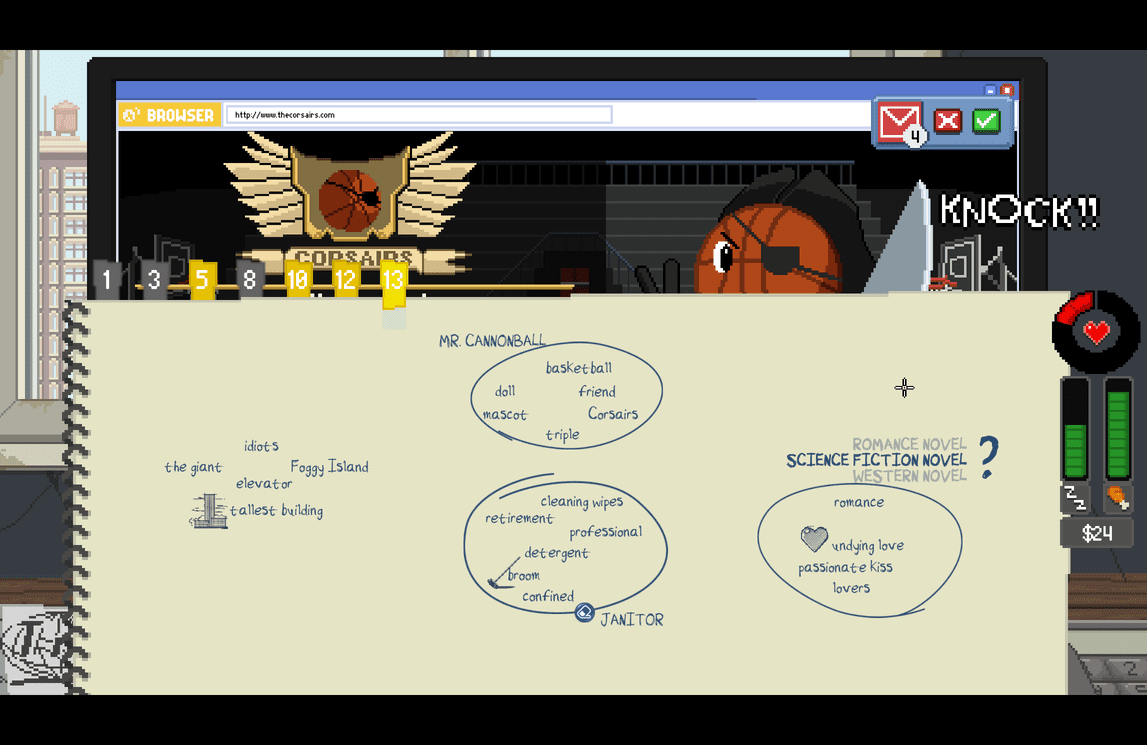 BROWSER
http://www.thecorsairs.com
4
KNOCK!!
CORSAIRS
1 3 5 8 10 12 13
MR. CANNONBALL
basketball
doll friend
mascot Corsairs
triple
idiots
the giant Foggy Island
elevator
tallest building
cleaning wipes
retirement
professional
detergent
broom
confined
JANITOR
ROMANCE NOVEL
SCIENCE FICTION NOVEL ?
WESTERN NOVEL
romance
undying love
passionate kiss
lovers
$24